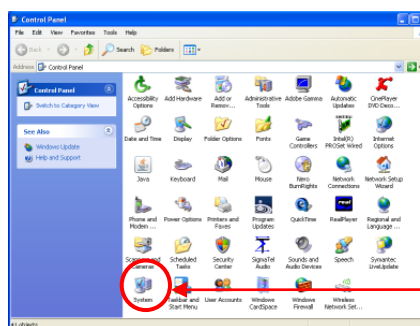 Control Panel
File Edit View Favorites Tools Help
Back Search Folders
Address Control Panel
Control Panel
Switch to Category View
See Also
Windows Update
Help and Support
Accessibility Options Add Hardware Add or Remov... Administrative Tools Adobe Gamma Automatic Updates OnePlayer DVD Deco...
Date and Time Display Folder Options Fonts Game Controllers Intel(R) PROSet Wired Internet Options
Java Keyboard Mail Mouse Nero BurnRights Network Connections Network Setup Wizard
Phone and Modem ... Power Options Printers and Faxes Program Updates QuickTime RealPlayer Regional and Language ...
Scanners and Cameras Scheduled Tasks Security Center SigmaTel Audio Sounds and Audio Devices Speech Symantec LiveUpdate
System Taskbar and Start Menu User Accounts Windows CardSpace Windows Firewall Wireless Network Set...